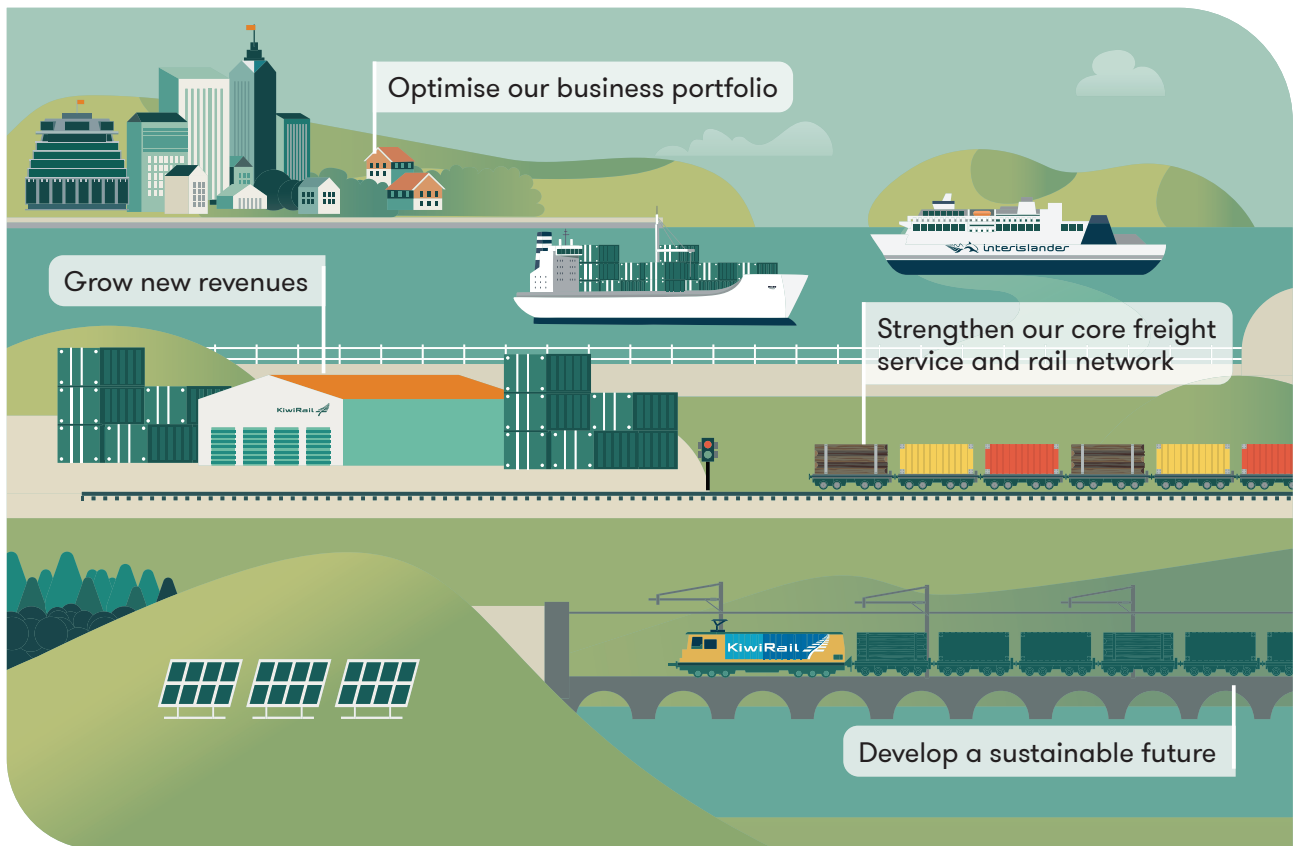 Optimise our business portfolio
interislander
Grow new revenues
Strengthen our core freight
service and rail network
KiwiRail
KiwiRail
Develop a sustainable future